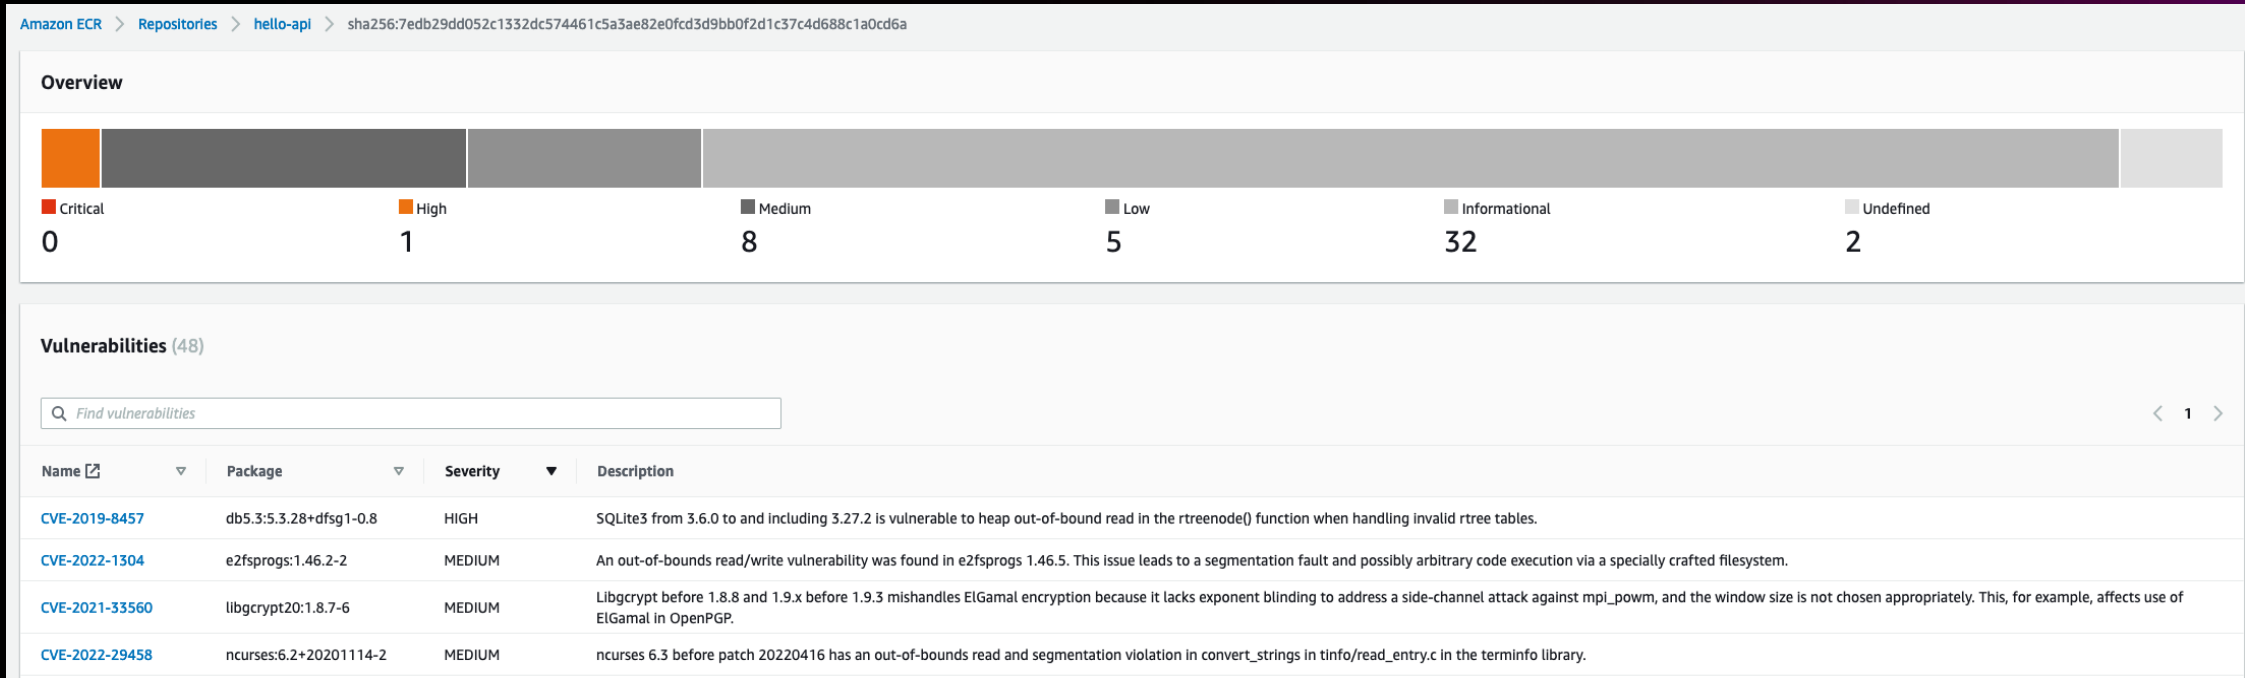 Amazon ECR > Repositories > hello-api > sha256:7edb29dd052c1332dc574461c5a3ae82e0fcd3d9bb0f2d1c37c4d688c1a0cd6a
Overview
Critical High Medium Low Informational Undefined
0 1 8 5 32 2
Vulnerabilities (48)
Find vulnerabilities
1
Name Package Severity Description
CVE-2019-8457 db5.3:5.3.28+dfsg1-0.8 HIGH SQLite3 from 3.6.0 to and including 3.27.2 is vulnerable to heap out-of-bound read in the rtreenode() function when handling invalid rtree tables.
CVE-2022-1304 e2fsprogs:1.46.2-2 MEDIUM An out-of-bounds read/write vulnerability was found in e2fsprogs 1.46.5. This issue leads to a segmentation fault and possibly arbitrary code execution via a specially crafted filesystem.
CVE-2021-33560 libgcrypt20:1.8.7-6 MEDIUM Libgcrypt before 1.8.8 and 1.9.x before 1.9.3 mishandles ElGamal encryption because it lacks exponent blinding to address a side-channel attack against mpi_powm, and the window size is not chosen appropriately. This, for example, affects use of
ElGamal in OpenPGP.
CVE-2022-29458 ncurses:6.2+20201114-2 MEDIUM ncurses 6.3 before patch 20220416 has an out-of-bounds read and segmentation violation in convert_strings in tinfo/read_entry.c in the terminfo library.